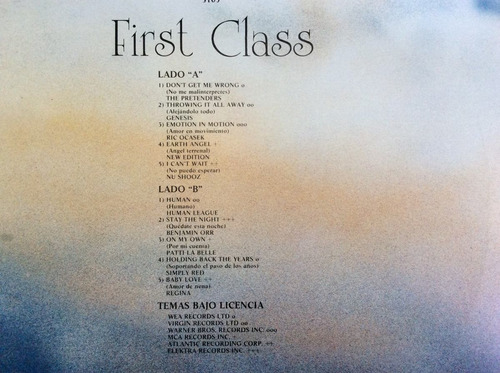 First Class
LADO "A"
1) DON'T GET ME WRONG o
(No me malinterpretes)
THE PRETENDERS
2) THROWING IT ALL AWAY oo
(Alejándolo todo)
GENESIS
3) EMOTION IN MOTION ooo
(Amor en movimiento)
RIC OCASEK
4) EARTH ANGEL +
(Angel terrenal)
NEW EDITION
5) I CAN'T WAIT ++
(No puedo esperar)
NU SHOOZ
LADO "B"
1) HUMAN oo
(Humano)
HUMAN LEAGUE
2) STAY THE NIGHT +++
(Quédate esta noche)
BENJAMIN ORR
3) ON MY OWN +
(Por mi cuenta)
PATTI LA BELLE
4) HOLDING BACK THE YEARS o
(Soportando el paso de los años)
SIMPLY RED
5) BABY LOVE ++
(Amor de nena)
REGINA
TEMAS BAJO LICENCIA
WEA RECORDS LTD o
VIRGIN RECORDS LTD oo
WARNER BROS. RECORDS INC. ooo
MCA RECORDS INC. +
ATLANTIC RECORDING CORP. ++
ELEKTRA RECORDS INC. +++